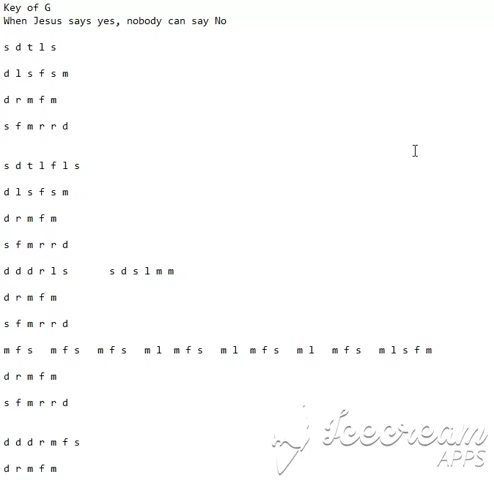 Key of G
When Jesus says yes, nobody can say No
s d t l s
d l s f s m
d r m f m
s f m r r d
s d t l f l s
d l s f s m
d r m f m
s f m r r d
d d d r l s s d s l m m
d r m f m
s f m r r d
m f s m f s m f s m l m f s m l m f s m l m f s m l s f m
d r m f m
s f m r r d
d d d r m f s
d r m f m
Icecream
APPS